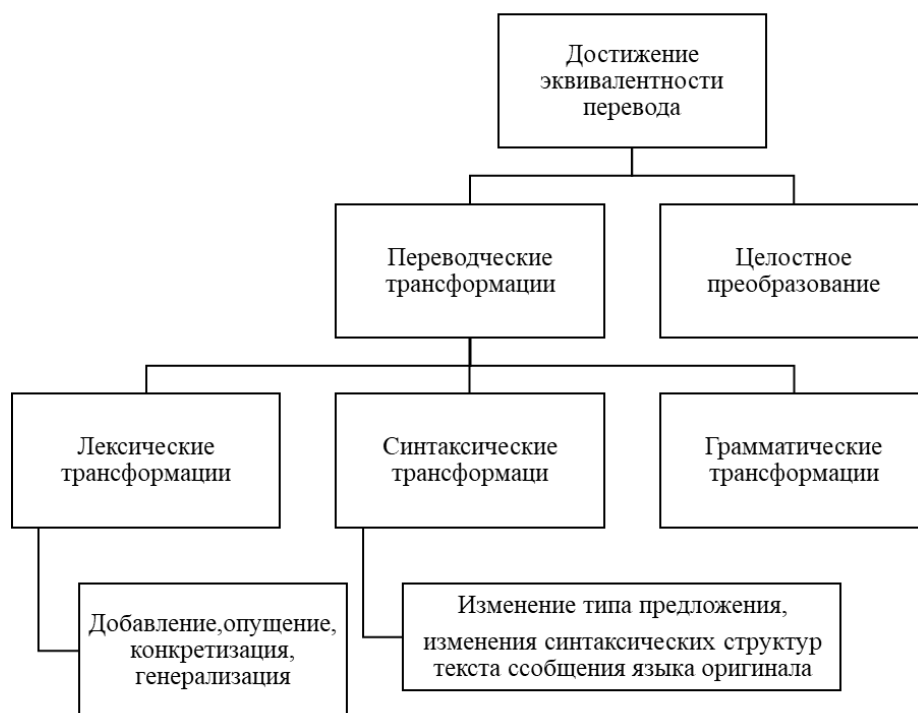 Достижение
эквивалентности
перевода
Переводческие
трансформации
Целостное
преобразование
Лексические
трансформации
Синтаксические
трансформаци
Грамматические
трансформации
Добавление,опущение,
конкретизация,
генерализация
Изменение типа предложения,
изменения синтаксических структур
текста ссобщения языка оригинала